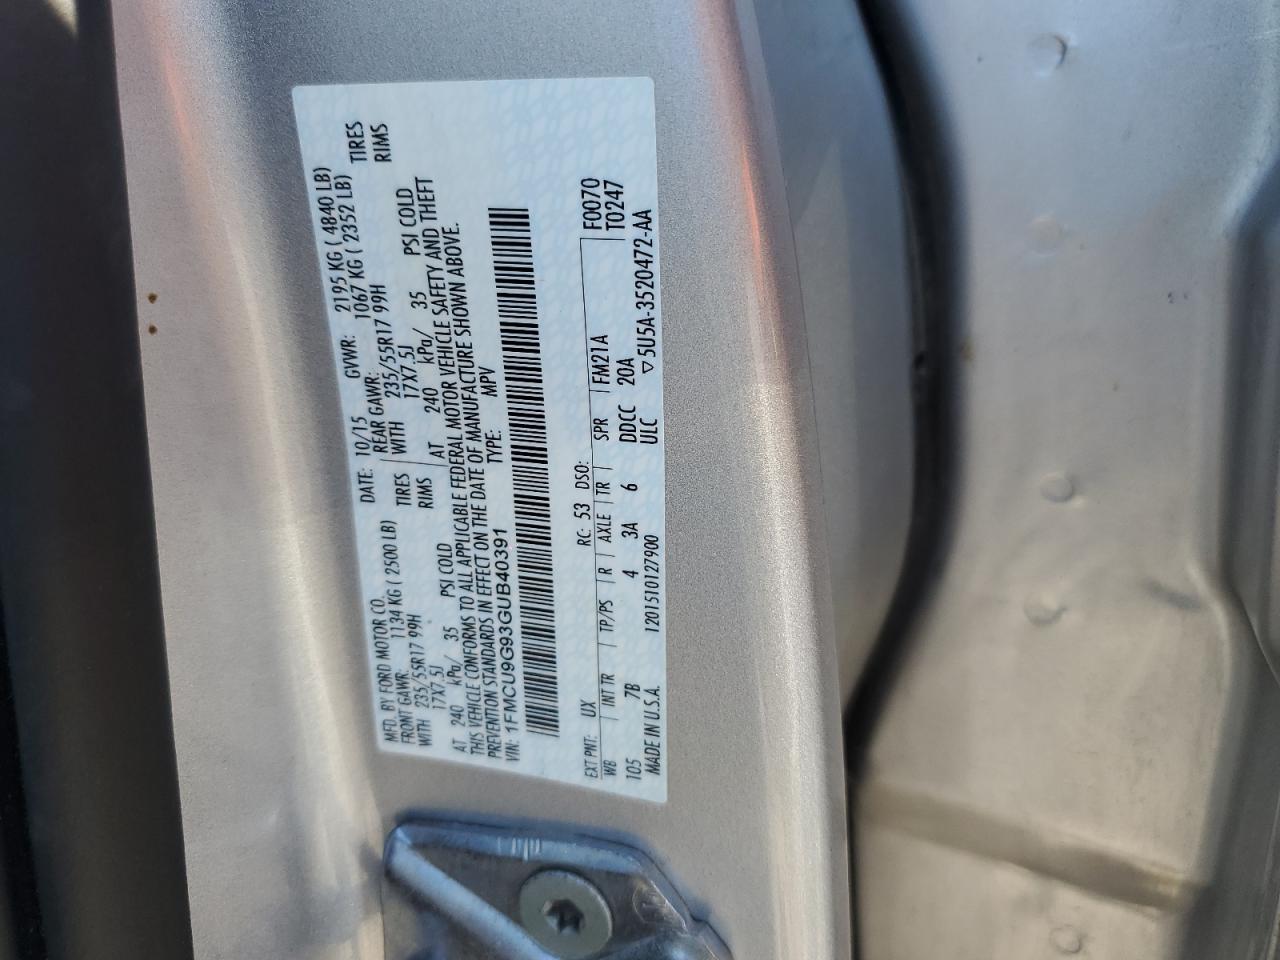 MFD. BY FORD MOTOR CO. DATE: 10/15 GVWR: 2195 KG ( 4840 LB)
FRONT GAWR: 1134 KG ( 2500 LB) REAR GAWR: 1067 KG ( 2352 LB)
WITH 235/55R17 99H TIRES WITH 235/55R17 99H TIRES
17X7.5J RIMS 17X7.5J RIMS
AT 240 kPa/ 35 PSI COLD AT 240 kPa/ 35 PSI COLD
THIS VEHICLE CONFORMS TO ALL APPLICABLE FEDERAL MOTOR VEHICLE SAFETY AND THEFT
PREVENTION STANDARDS IN EFFECT ON THE DATE OF MANUFACTURE SHOWN ABOVE.
VIN: 1FMCU9G93GUB40391 TYPE: MPV
EXT PNT: UX RC: 53 DSO: F0070
WB INT TR TP/PS R AXLE TR SPR FM21A T0247
105 7B 4 3A 6 DDCC 20A
MADE IN U.S.A. 1201510127900 ULC ▽5U5A-3520472-AA